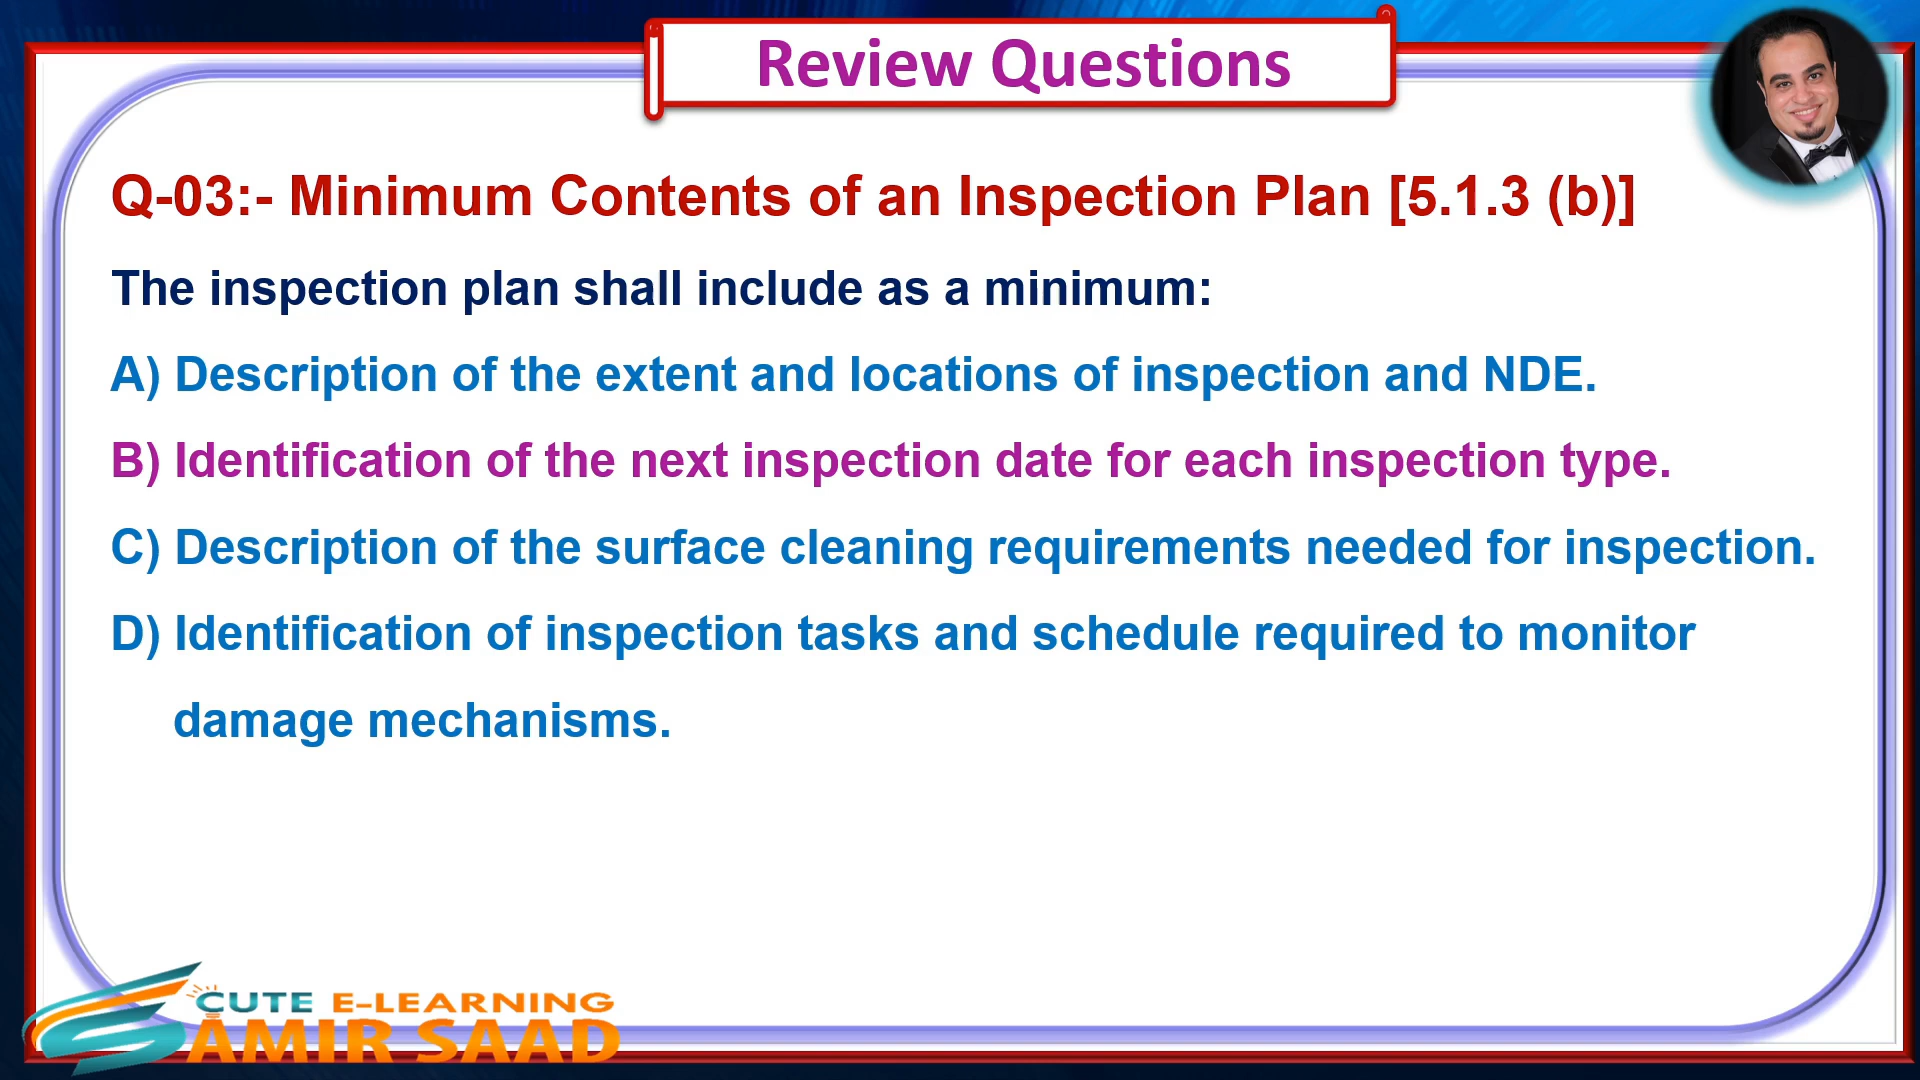 Review Questions
Q-03:- Minimum Contents of an Inspection Plan [5.1.3 (b)]
The inspection plan shall include as a minimum:
A) Description of the extent and locations of inspection and NDE.
B) Identification of the next inspection date for each inspection type.
C) Description of the surface cleaning requirements needed for inspection.
D) Identification of inspection tasks and schedule required to monitor
damage mechanisms.
CUTE E-LEARNING
AMIR SAAD